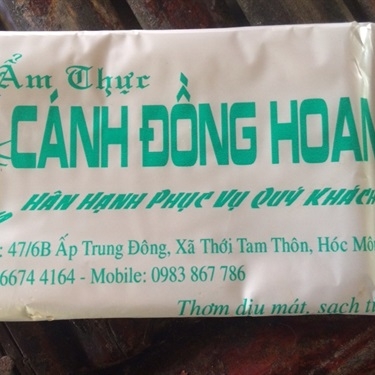 Ẩm Thực
CÁNH ĐỒNG HOAN
HÂN HẠNH PHỤC VỤ QUÝ KHÁCH
: 47/6B Ấp Trung Đông, Xã Thới Tam Thôn, Hóc Môn
6674 4164 - Mobile: 0983 867 786
Thơm dịu mát, sạch